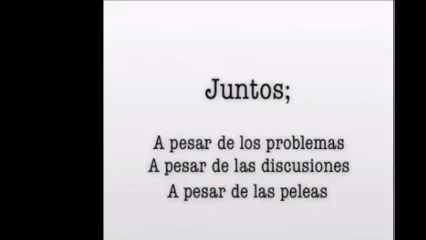 Juntos;
A pesar de los problemas
A pesar de las discusiones
A pesar de las peleas